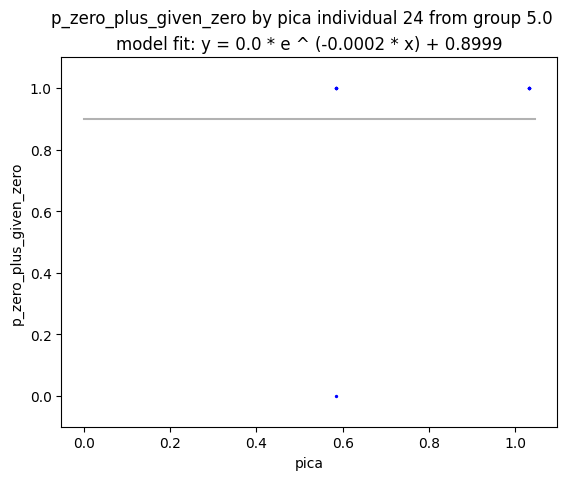 p_zero_plus_given_zero by pica individual 24 from group 5.0
model fit: y = 0.0 * e ^ (-0.0002 * x) + 0.8999
1.0
0.8
0.6
0.4
0.2
0.0
p_zero_plus_given_zero
0.0 0.2 0.4 0.6 0.8 1.0
pica